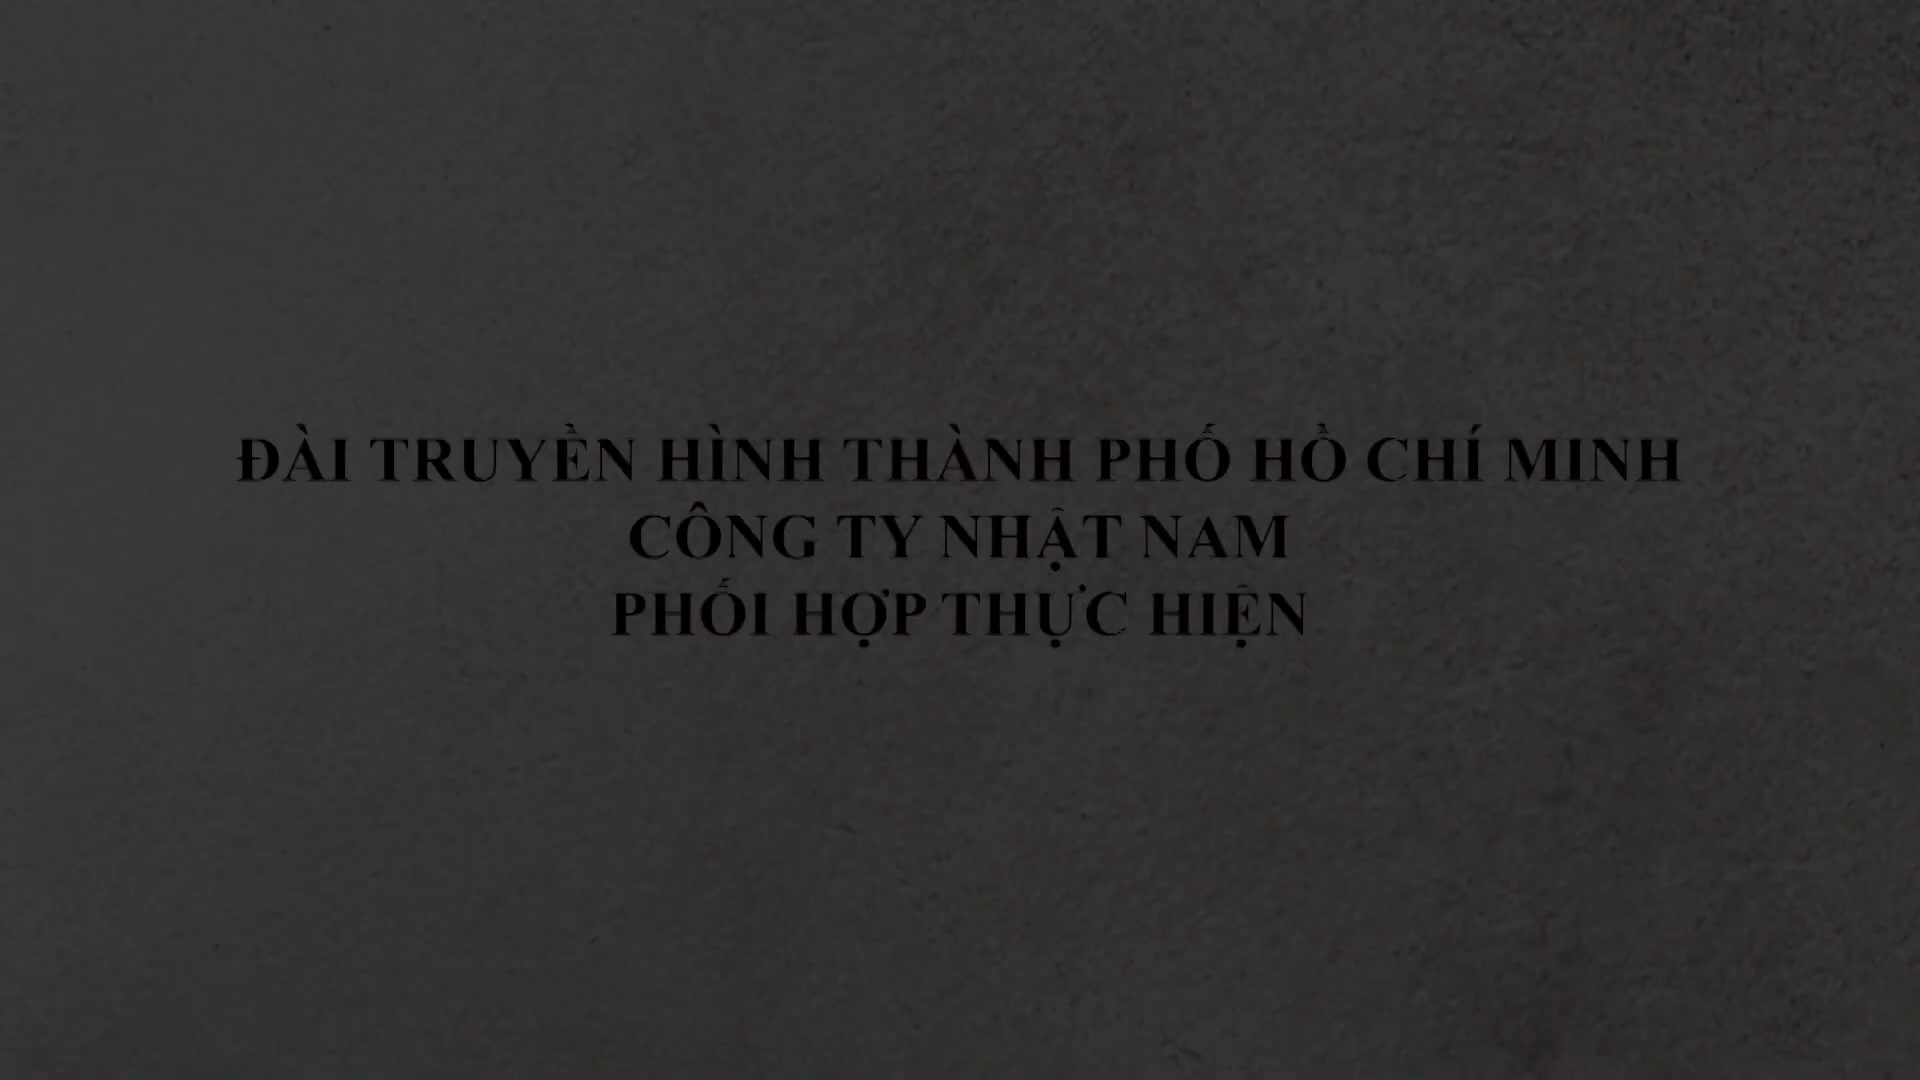 ĐÀI TRUYỀN HÌNH THÀNH PHỐ HỒ CHÍ MINH
CÔNG TY NHẬT NAM
PHỐI HỢP THỰC HIỆN